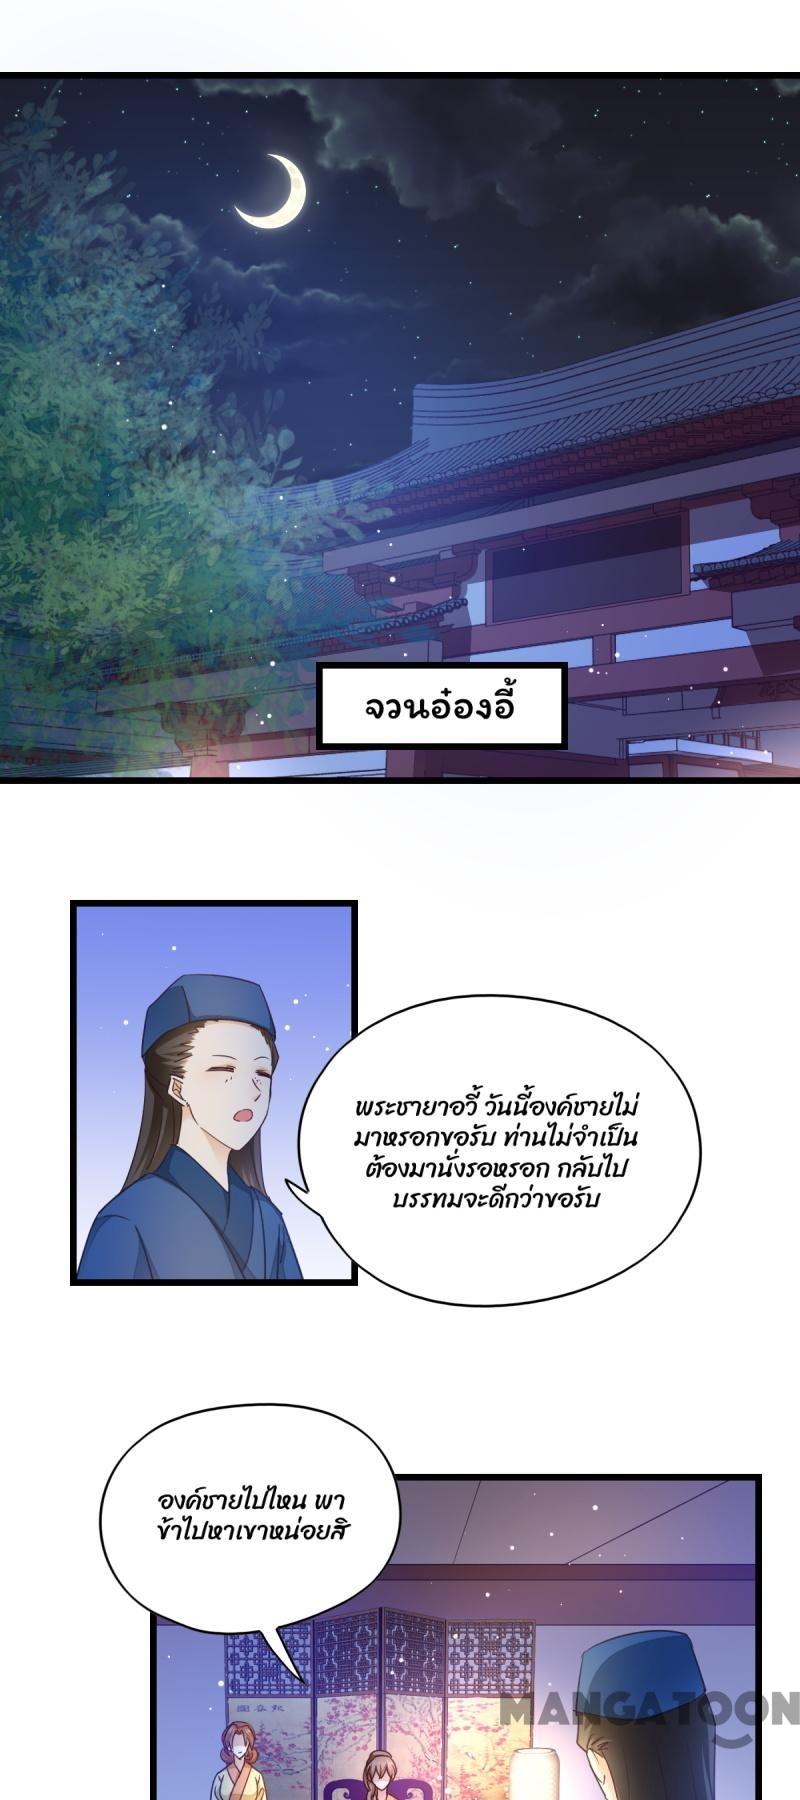 จวนอ๋องอี้
พระชายาอวี้ วันนี้องค์ชายไม่
มาหรอกขอรับ ท่านไม่จำเป็น
ต้องมานั่งรอหรอก กลับไป
บรรทมจะดีกว่าขอรับ
องค์ชายไปไหน พา
ข้าไปหาเขาหน่อยสิ
MANGATOON